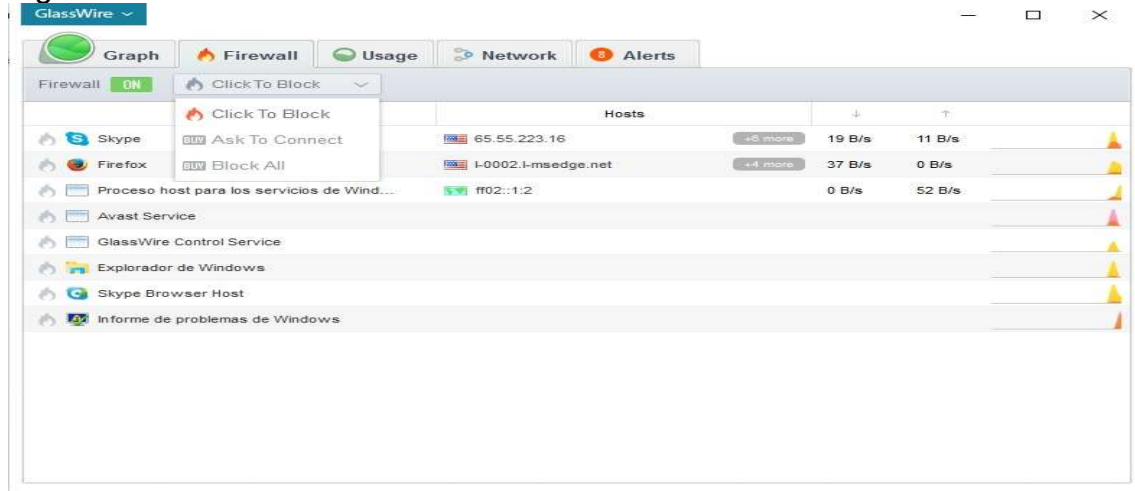 GlassWire
Graph Firewall Usage Network 8 Alerts
Firewall ON Click To Block
Click To Block Hosts ↓ ↑
Skype BUY Ask To Connect 65.55.223.16 +6 more 19 B/s 11 B/s
Firefox BUY Block All l-0002.l-msedge.net +4 more 37 B/s 0 B/s
Proceso host para los servicios de Wind... ff02::1:2 0 B/s 52 B/s
Avast Service
GlassWire Control Service
Explorador de Windows
Skype Browser Host
Informe de problemas de Windows